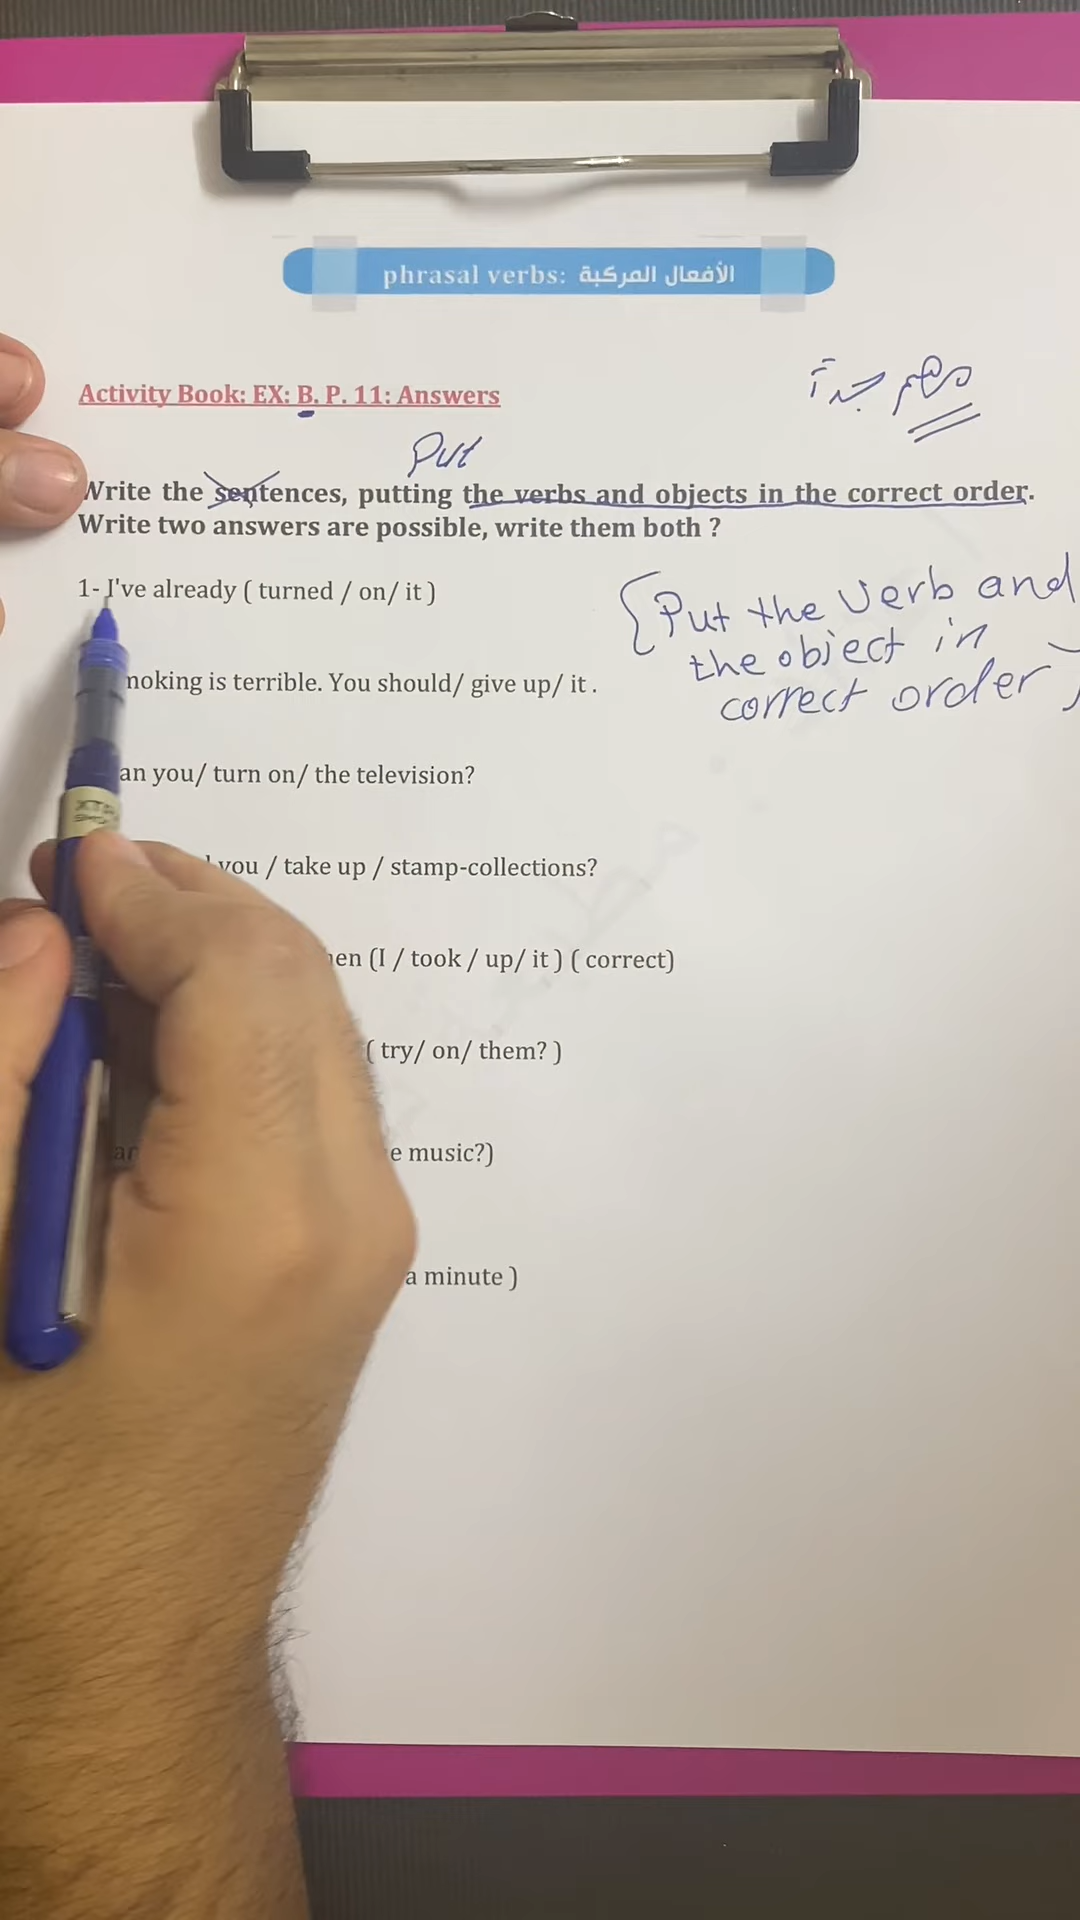 phrasal verbs: الأفعال المركبة
مهم جداً
Activity Book: EX: B. P. 11: Answers
Put
Write the sentences, putting the verbs and objects in the correct order.
Write two answers are possible, write them both ?
1- I've already ( turned / on/ it )
{Put the verb and
the object in
correct order}
moking is terrible. You should/ give up/ it .
an you/ turn on/ the television?
you / take up / stamp-collections?
en (I / took / up/ it ) ( correct)
( try/ on/ them? )
e music?)
a minute )